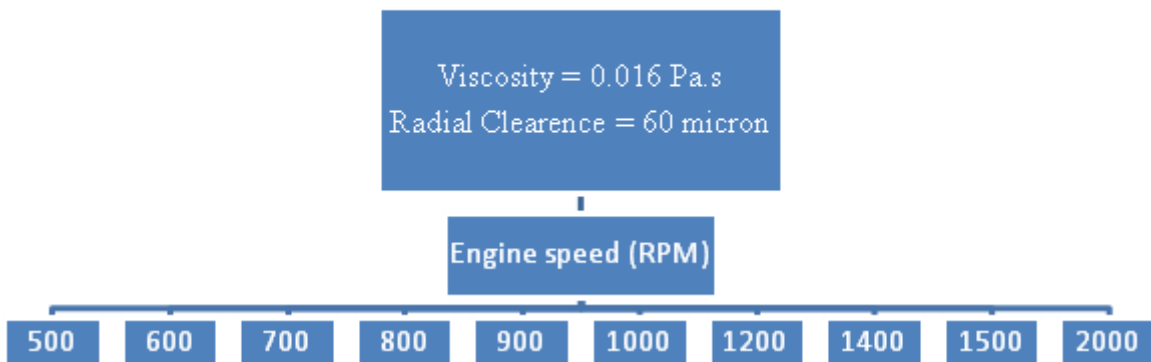 Viscosity = 0.016 Pa.s
Radial Clearence = 60 micron
Engine speed (RPM)
500 600 700 800 900 1000 1200 1400 1500 2000